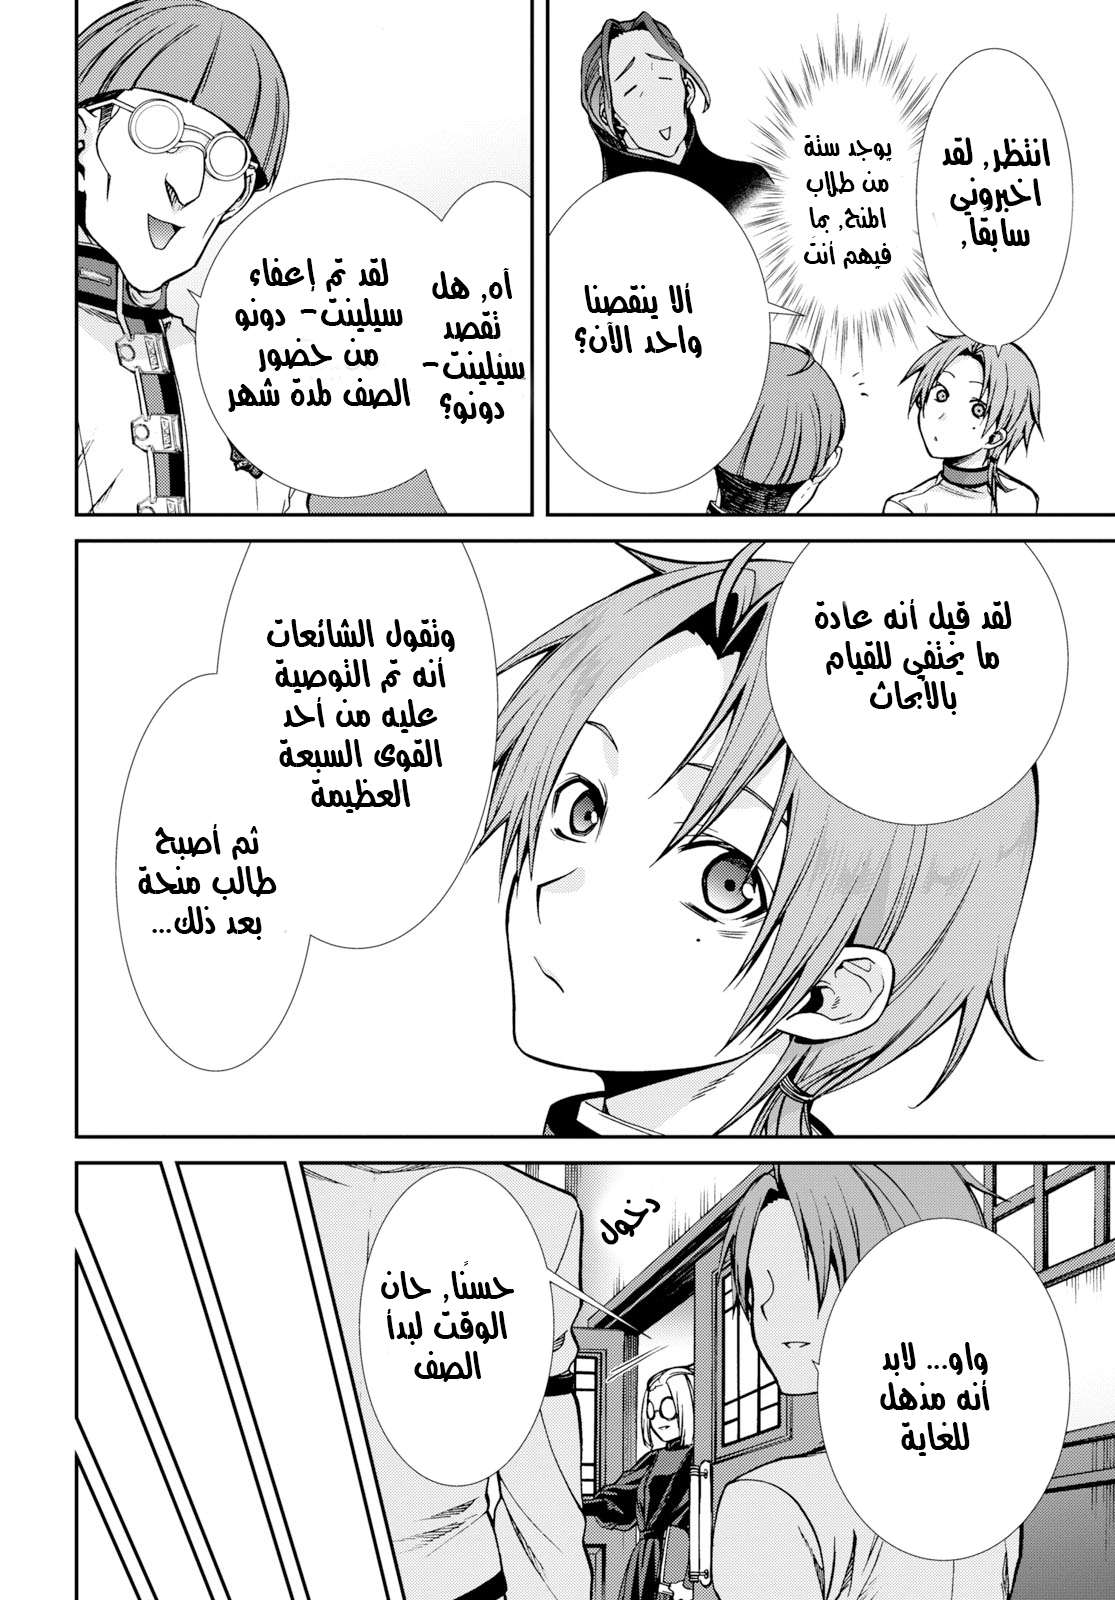 انتظر, لقد
اخبروني
سابقًا,
يوجد ستة
من طلاب
المنح, بما
فيهم أنتَ
ألا ينقصنا
واحد الآن؟
أه, هل
تقصد
سيلينت-
دونو؟
لقد تم إعفاء
سيلينت- دونو
من حضور
الصف لمدة شهر
لقد قيل أنه عادة
ما يختفي للقيام
بالأبحاث
وتقول الشائعات
أنه تم التوصية
عليه من أحد
القوى السبعة
العظيمة
ثم أصبح
طالب منحة
بعد ذلك...
دخول
واو... لابد
أنه مذهل
للغاية
حسنًا, حان
الوقت لبدأ
الصف